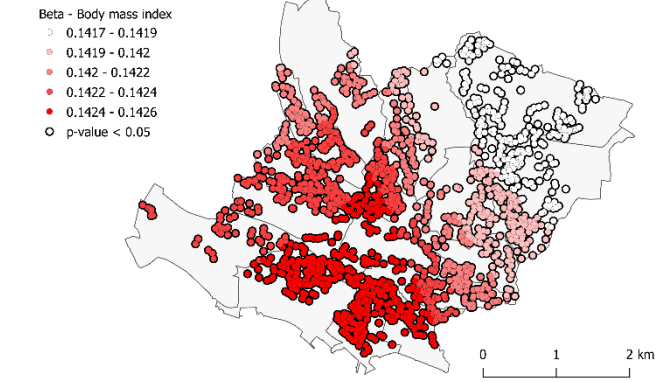 Beta - Body mass index
0.1417 - 0.1419
0.1419 - 0.142
0.142 - 0.1422
0.1422 - 0.1424
0.1424 - 0.1426
p-value < 0.05
0 1 2 km